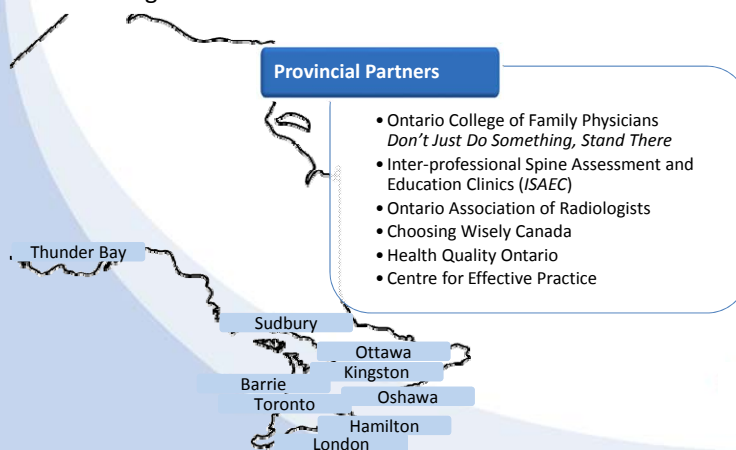 Provincial Partners
• Ontario College of Family Physicians
Don't Just Do Something, Stand There
• Inter-professional Spine Assessment and
Education Clinics (ISAEC)
• Ontario Association of Radiologists
• Choosing Wisely Canada
• Health Quality Ontario
• Centre for Effective Practice
Thunder Bay
Sudbury
Ottawa
Kingston
Barrie
Oshawa
Toronto
Hamilton
London